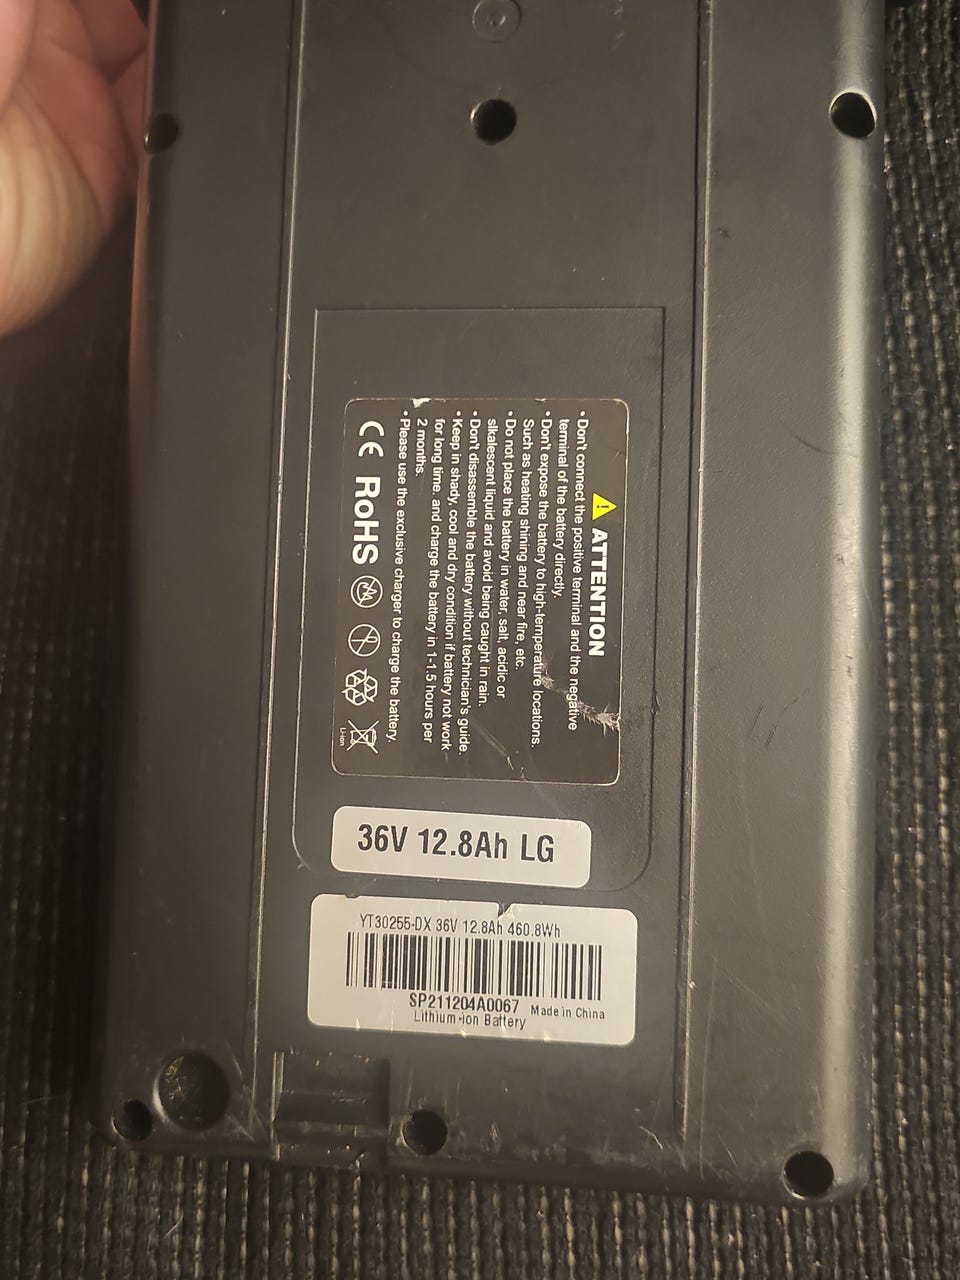 ATTENTION
• Don't connect the positive terminal and the negative
terminal of the battery directly.
• Don't expose the battery to high-temperature locations.
Such as heating shining and near fire, etc.
• Do not place the battery in water, salt, acidic or
slkalescent liquid and avoid being caught in rain.
• Don't disassemble the battery without technician's guide.
• Keep in shady, cool and dry condition if battery not work
for long time. and charge the battery in 1-1.5 hours per
2 months.
• Please use the exclusive charger to charge the battery.
CE RoHS
Li-ion
36V 12.8Ah LG
YT30255-DX 36V 12.8Ah 460.8Wh
SP211204A0067 Made in China
Lithium-ion Battery